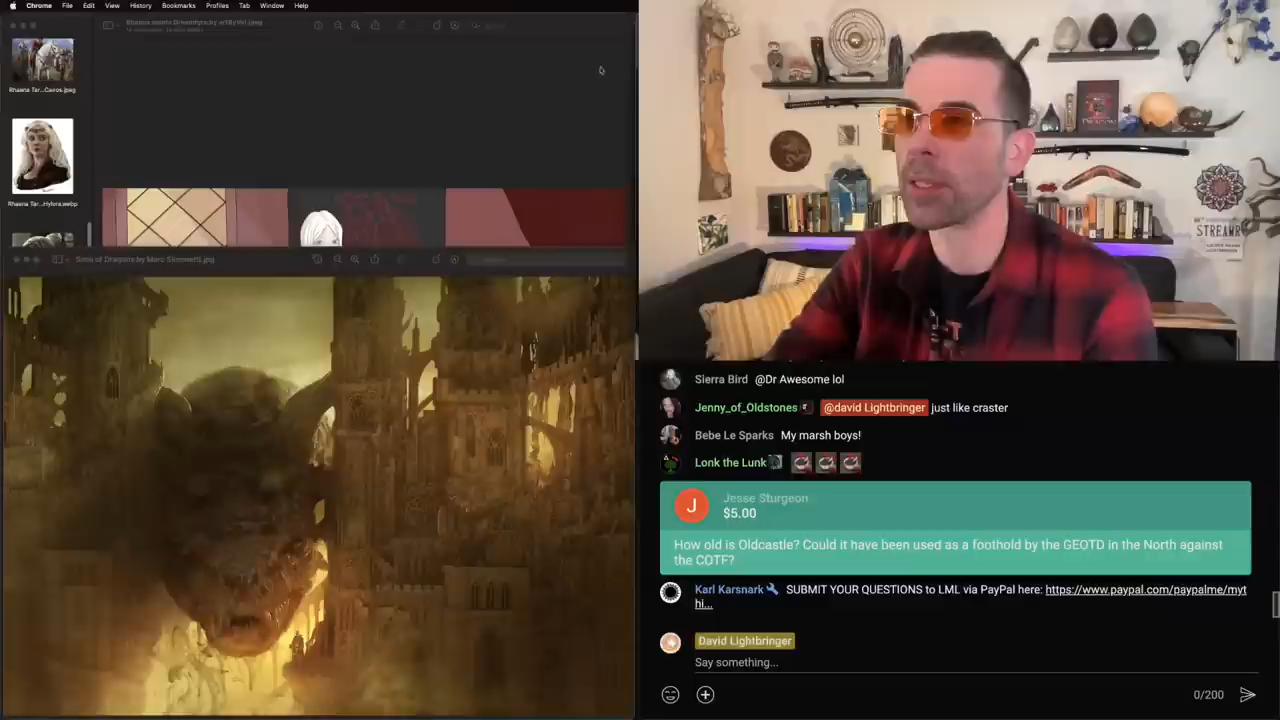 Chrome File Edit View History Bookmarks Profiles Tab Window Help
Rhaena Tar...Caros.jpeg
Rhaena Tar...Hylora.webp
Sons of Dragons by Marc Simonetti.jpg
DRAGON
STREAMR
Sierra Bird @Dr Awesome lol
Jenny_of_Oldstones @david Lightbringer just like craster
Bebe Le Sparks My marsh boys!
Lonk the Lunk
J
Jesse Sturgeon
$5.00
How old is Oldcastle? Could it have been used as a foothold by the GEOTD in the North against
the COTF?
Karl Karsnark SUBMIT YOUR QUESTIONS to LML via PayPal here: https://www.paypal.com/paypalme/myt
hi...
David Lightbringer
Say something...
0/200